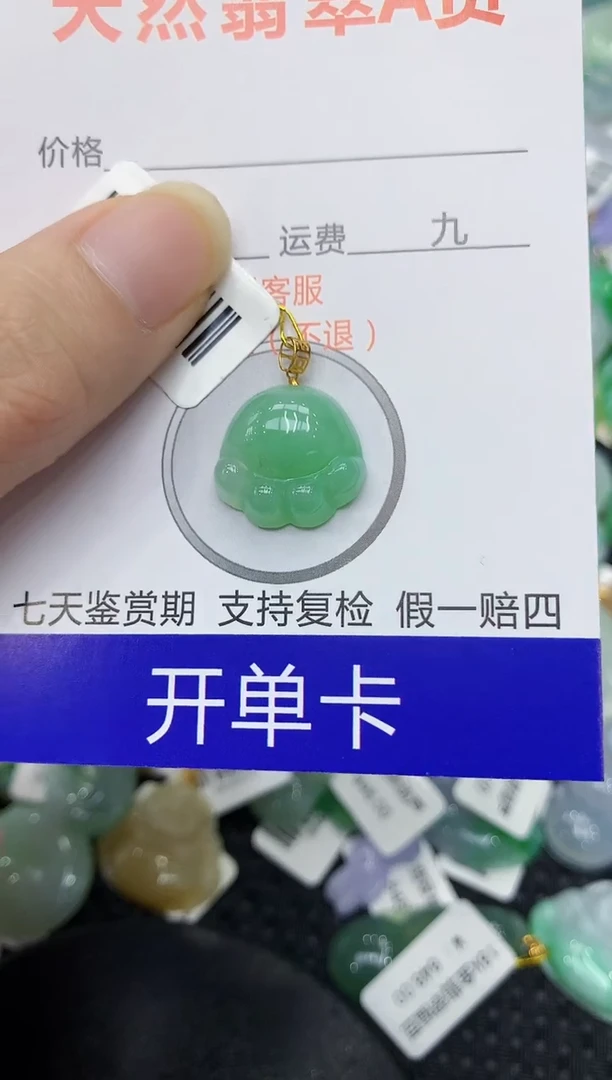 天然翡翠A货
价格
运费 九
客服
（不退）
七天鉴赏期 支持复检 假一赔四
开单卡